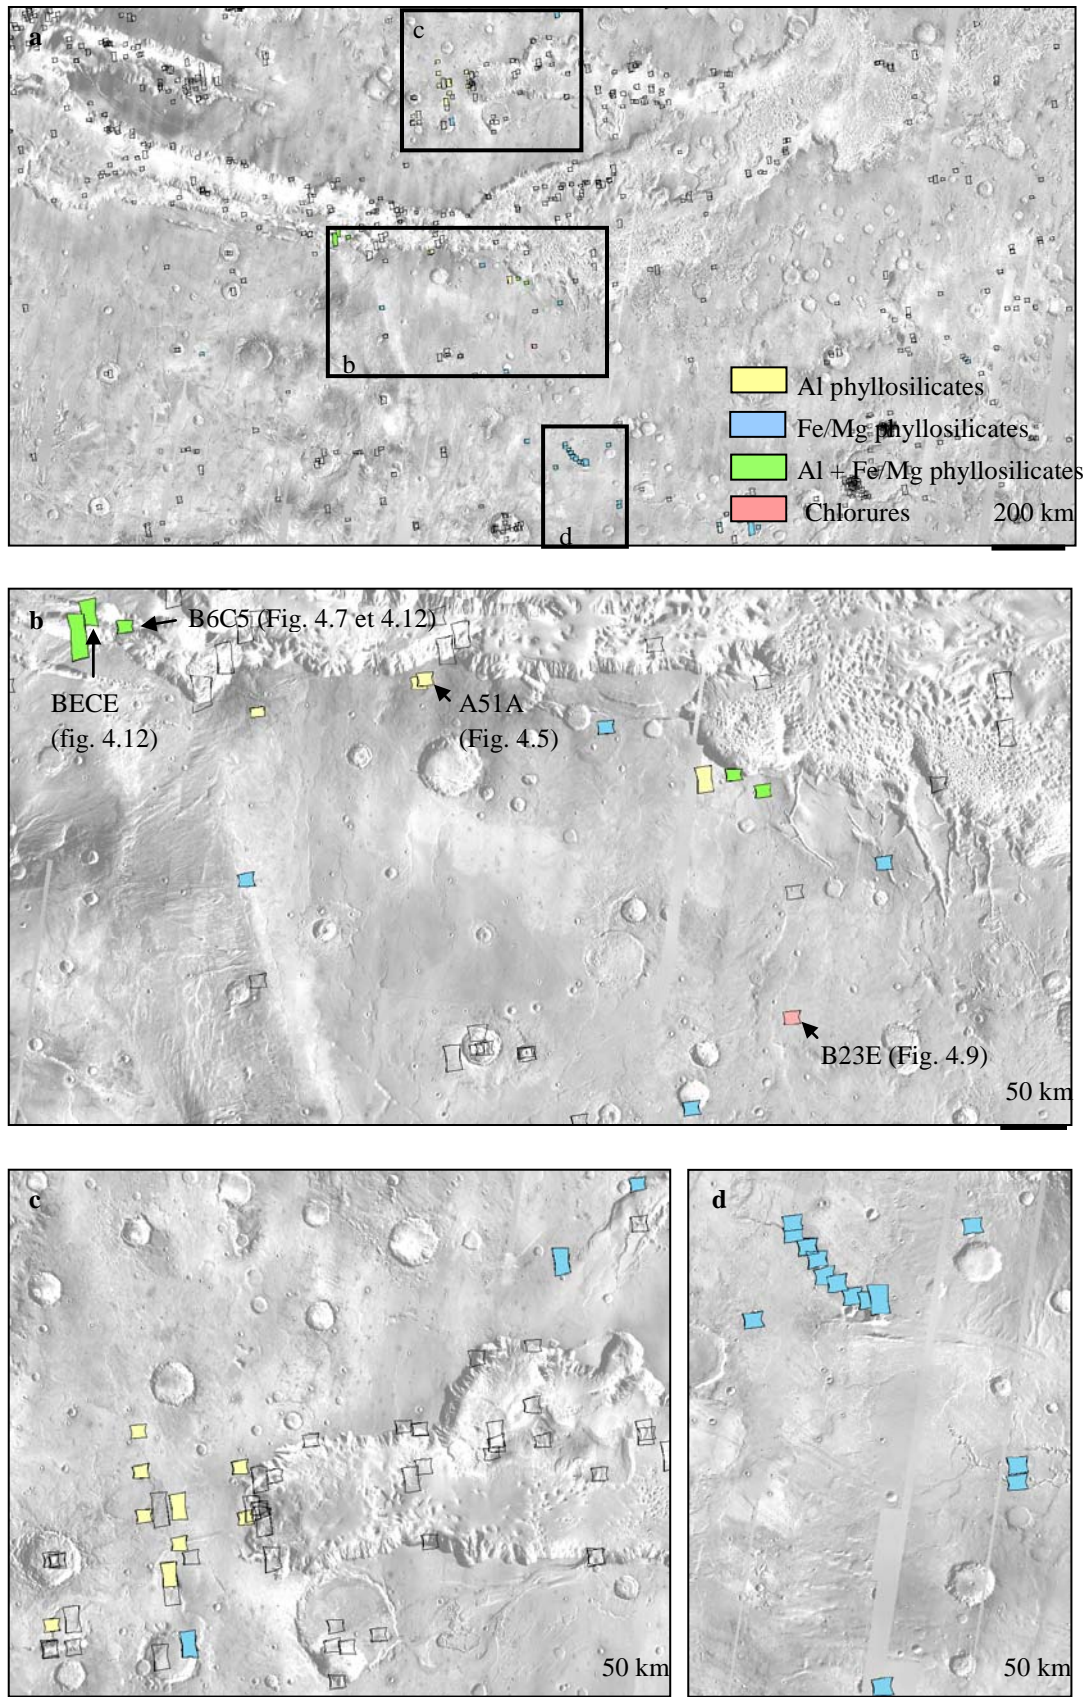 a
c
b
d
Al phyllosilicates
Fe/Mg phyllosilicates
Al + Fe/Mg phyllosilicates
Chlorures
200 km
b
B6C5 (Fig. 4.7 et 4.12)
BECE
(fig. 4.12)
A51A
(Fig. 4.5)
B23E (Fig. 4.9)
50 km
c
50 km
d
50 km